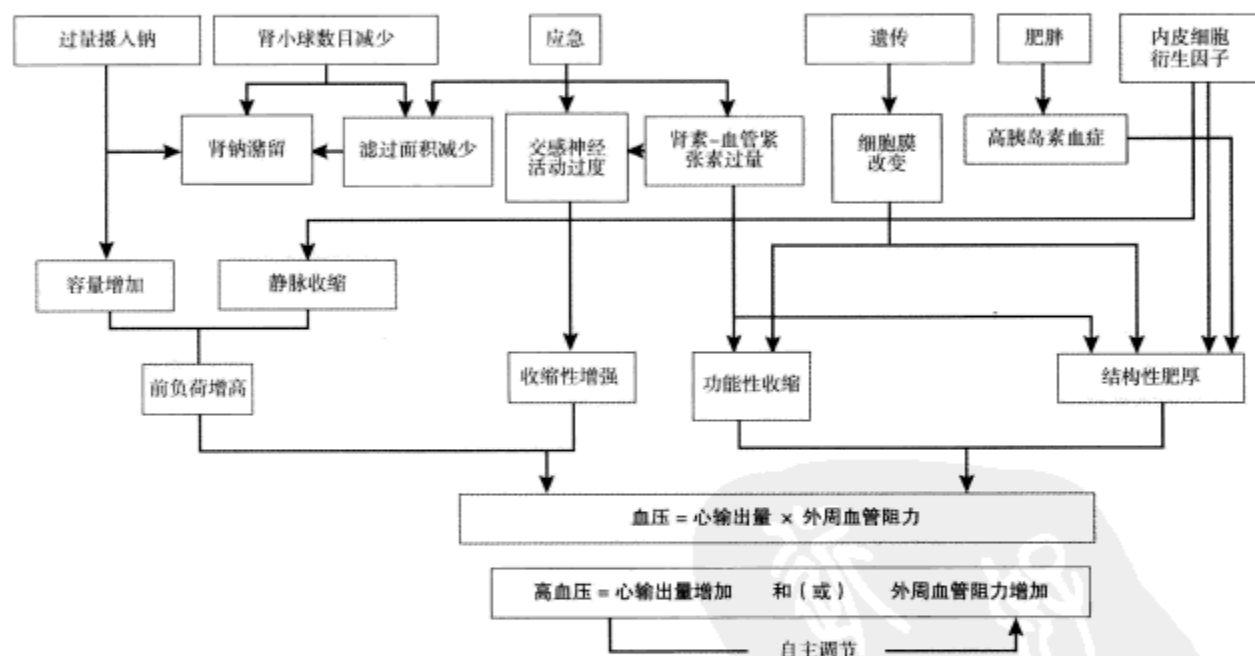 过量摄入钠
肾小球数目减少
应急
遗传
肥胖
内皮细胞
衍生因子
肾钠潴留
滤过面积减少
交感神经
活动过度
肾素-血管紧
张素过量
细胞膜
改变
高胰岛素血症
容量增加
静脉收缩
前负荷增高
收缩性增强
功能性收缩
结构性肥厚
血压=心输出量 × 外周血管阻力
高血压=心输出量增加 和(或) 外周血管阻力增加
自主调节